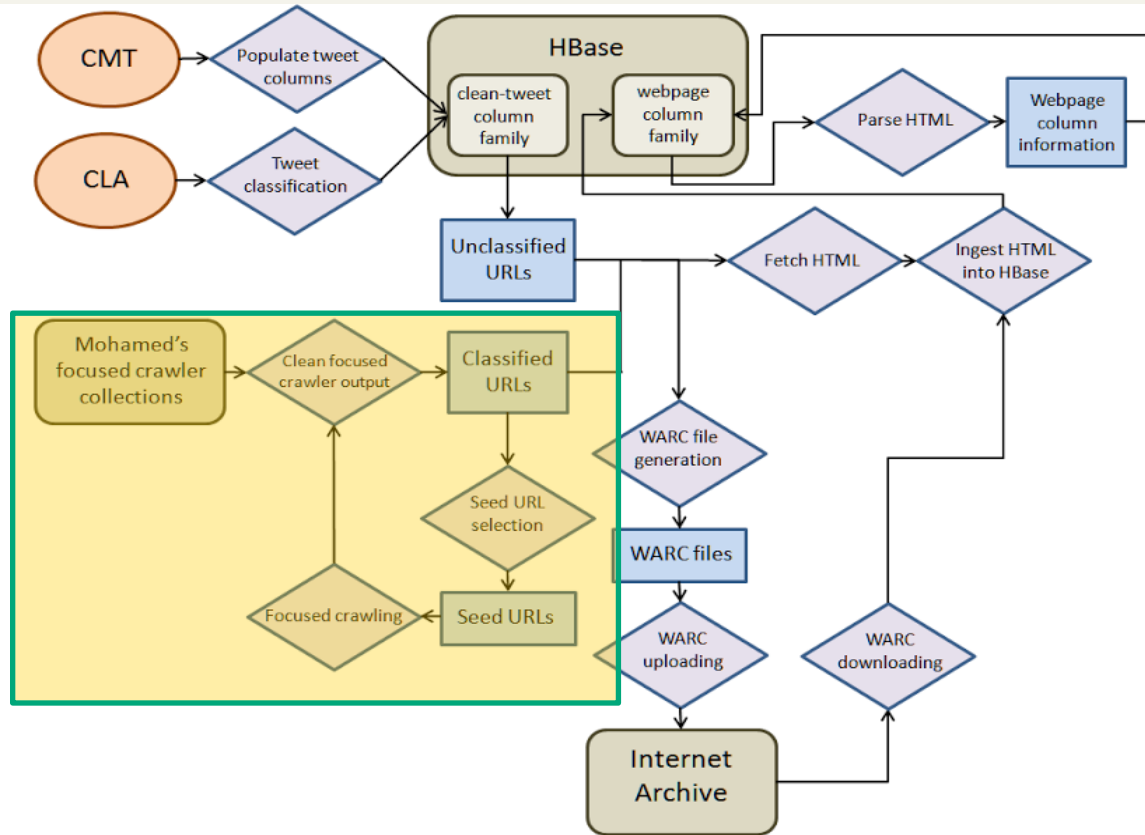 HBase
CMT
Populate tweet
columns
clean-tweet
column
family
webpage
column
family
Parse HTML
Webpage
column
information
CLA
Tweet
classification
Unclassified
URLs
Fetch HTML
Ingest HTML
into HBase
Mohamed's
focused crawler
collections
Clean focused
crawler output
Classified
URLs
WARC file
generation
Seed URL
selection
WARC files
Focused crawling
Seed URLs
WARC
uploading
WARC
downloading
Internet
Archive